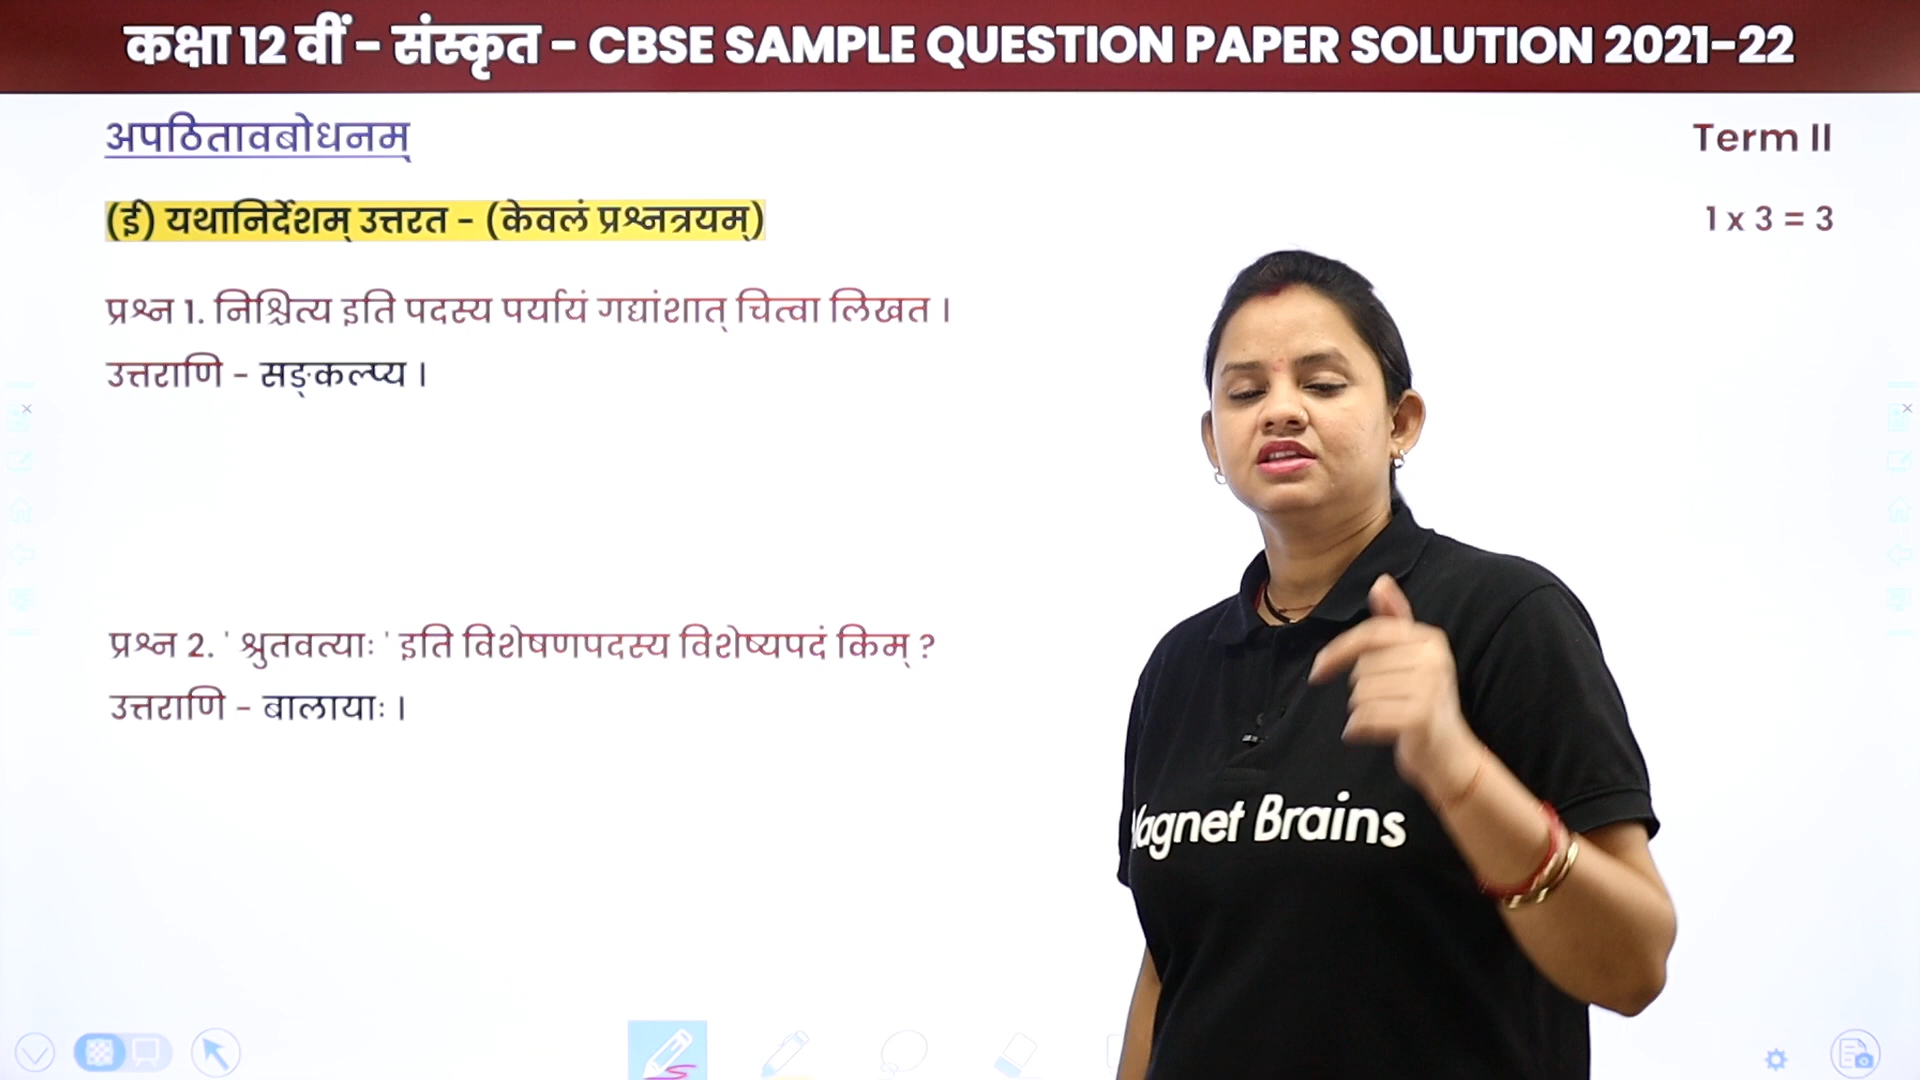 कक्षा 12 वीं - संस्कृत - CBSE SAMPLE QUESTION PAPER SOLUTION 2021-22
अपठितावबोधनम्
Term II
(ई) यथानिर्देशम् उत्तरत - (केवलं प्रश्नत्रयम्)
1 x 3 = 3
प्रश्न 1. निश्चित्य इति पदस्य पर्यायं गद्यांशात् चित्वा लिखत ।
उत्तराणि - सङ्कल्प्य ।
प्रश्न 2. ' श्रुतवत्याः ' इति विशेषणपदस्य विशेष्यपदं किम् ?
उत्तराणि - बालायाः ।
agnet Brains